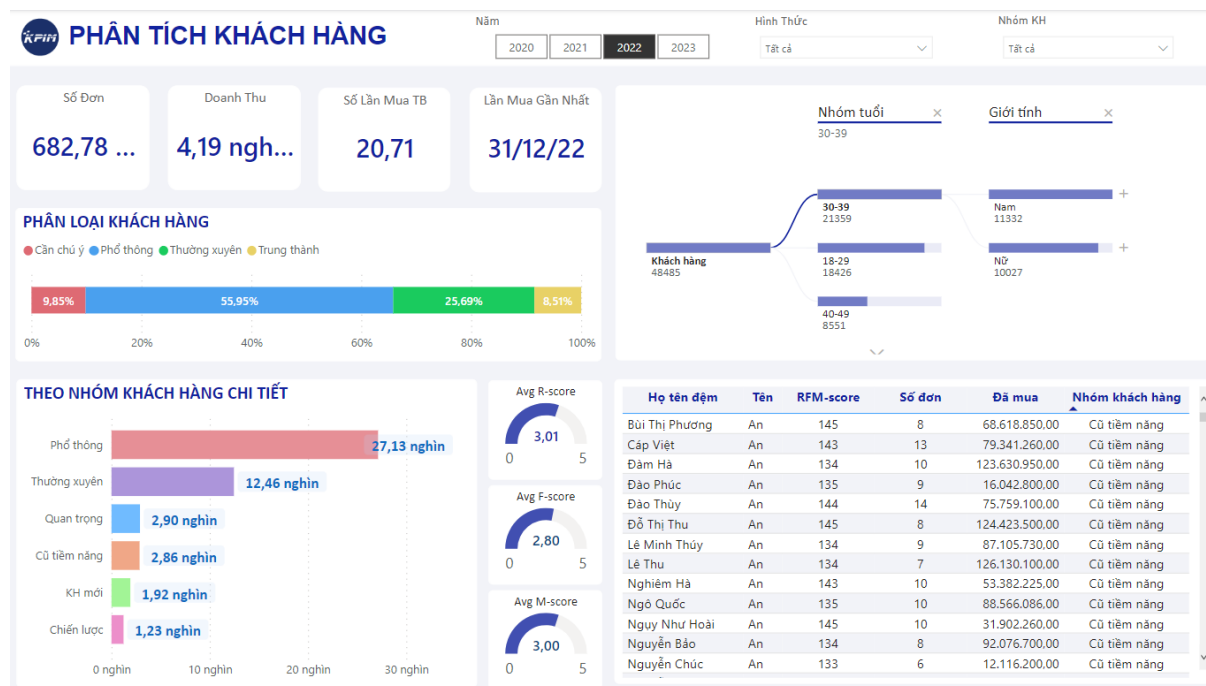 KPIM
PHÂN TÍCH KHÁCH HÀNG
Năm
2020 2021 2022 2023
Hình Thức
Tất cả
Nhóm KH
Tất cả
Số Đơn
682,78 ...
Doanh Thu
4,19 ngh...
Số Lần Mua TB
20,71
Lần Mua Gần Nhất
31/12/22
PHÂN LOẠI KHÁCH HÀNG
Cần chú ý Phổ thông Thường xuyên Trung thành
9,85% 55,95% 25,69% 8,51%
0% 20% 40% 60% 80% 100%
Nhóm tuổi
30-39
Giới tính
Khách hàng
48485
30-39
21359
18-29
18426
40-49
8551
Nam
11332
Nữ
10027
THEO NHÓM KHÁCH HÀNG CHI TIẾT
Phổ thông 27,13 nghìn
Thường xuyên 12,46 nghìn
Quan trọng 2,90 nghìn
Cũ tiềm năng 2,86 nghìn
KH mới 1,92 nghìn
Chiến lược 1,23 nghìn
0 nghìn 10 nghìn 20 nghìn 30 nghìn
Avg R-score
3,01
0 5
Avg F-score
2,80
0 5
Avg M-score
3,00
0 5
Họ tên đệm Tên RFM-score Số đơn Đã mua Nhóm khách hàng
Bùi Thị Phương An 145 8 68.618.850,00 Cũ tiềm năng
Cáp Việt An 143 13 79.341.260,00 Cũ tiềm năng
Đàm Hà An 134 10 123.630.950,00 Cũ tiềm năng
Đào Phúc An 135 9 16.042.800,00 Cũ tiềm năng
Đào Thùy An 144 14 75.759.100,00 Cũ tiềm năng
Đỗ Thị Thu An 145 8 124.423.500,00 Cũ tiềm năng
Lê Minh Thúy An 134 9 87.105.730,00 Cũ tiềm năng
Lê Thu An 134 7 126.130.100,00 Cũ tiềm năng
Nghiêm Hà An 143 10 53.382.225,00 Cũ tiềm năng
Ngô Quốc An 135 10 88.566.086,00 Cũ tiềm năng
Ngụy Như Hoài An 145 10 31.902.260,00 Cũ tiềm năng
Nguyễn Bảo An 134 8 92.076.700,00 Cũ tiềm năng
Nguyễn Chúc An 133 6 12.116.200,00 Cũ tiềm năng